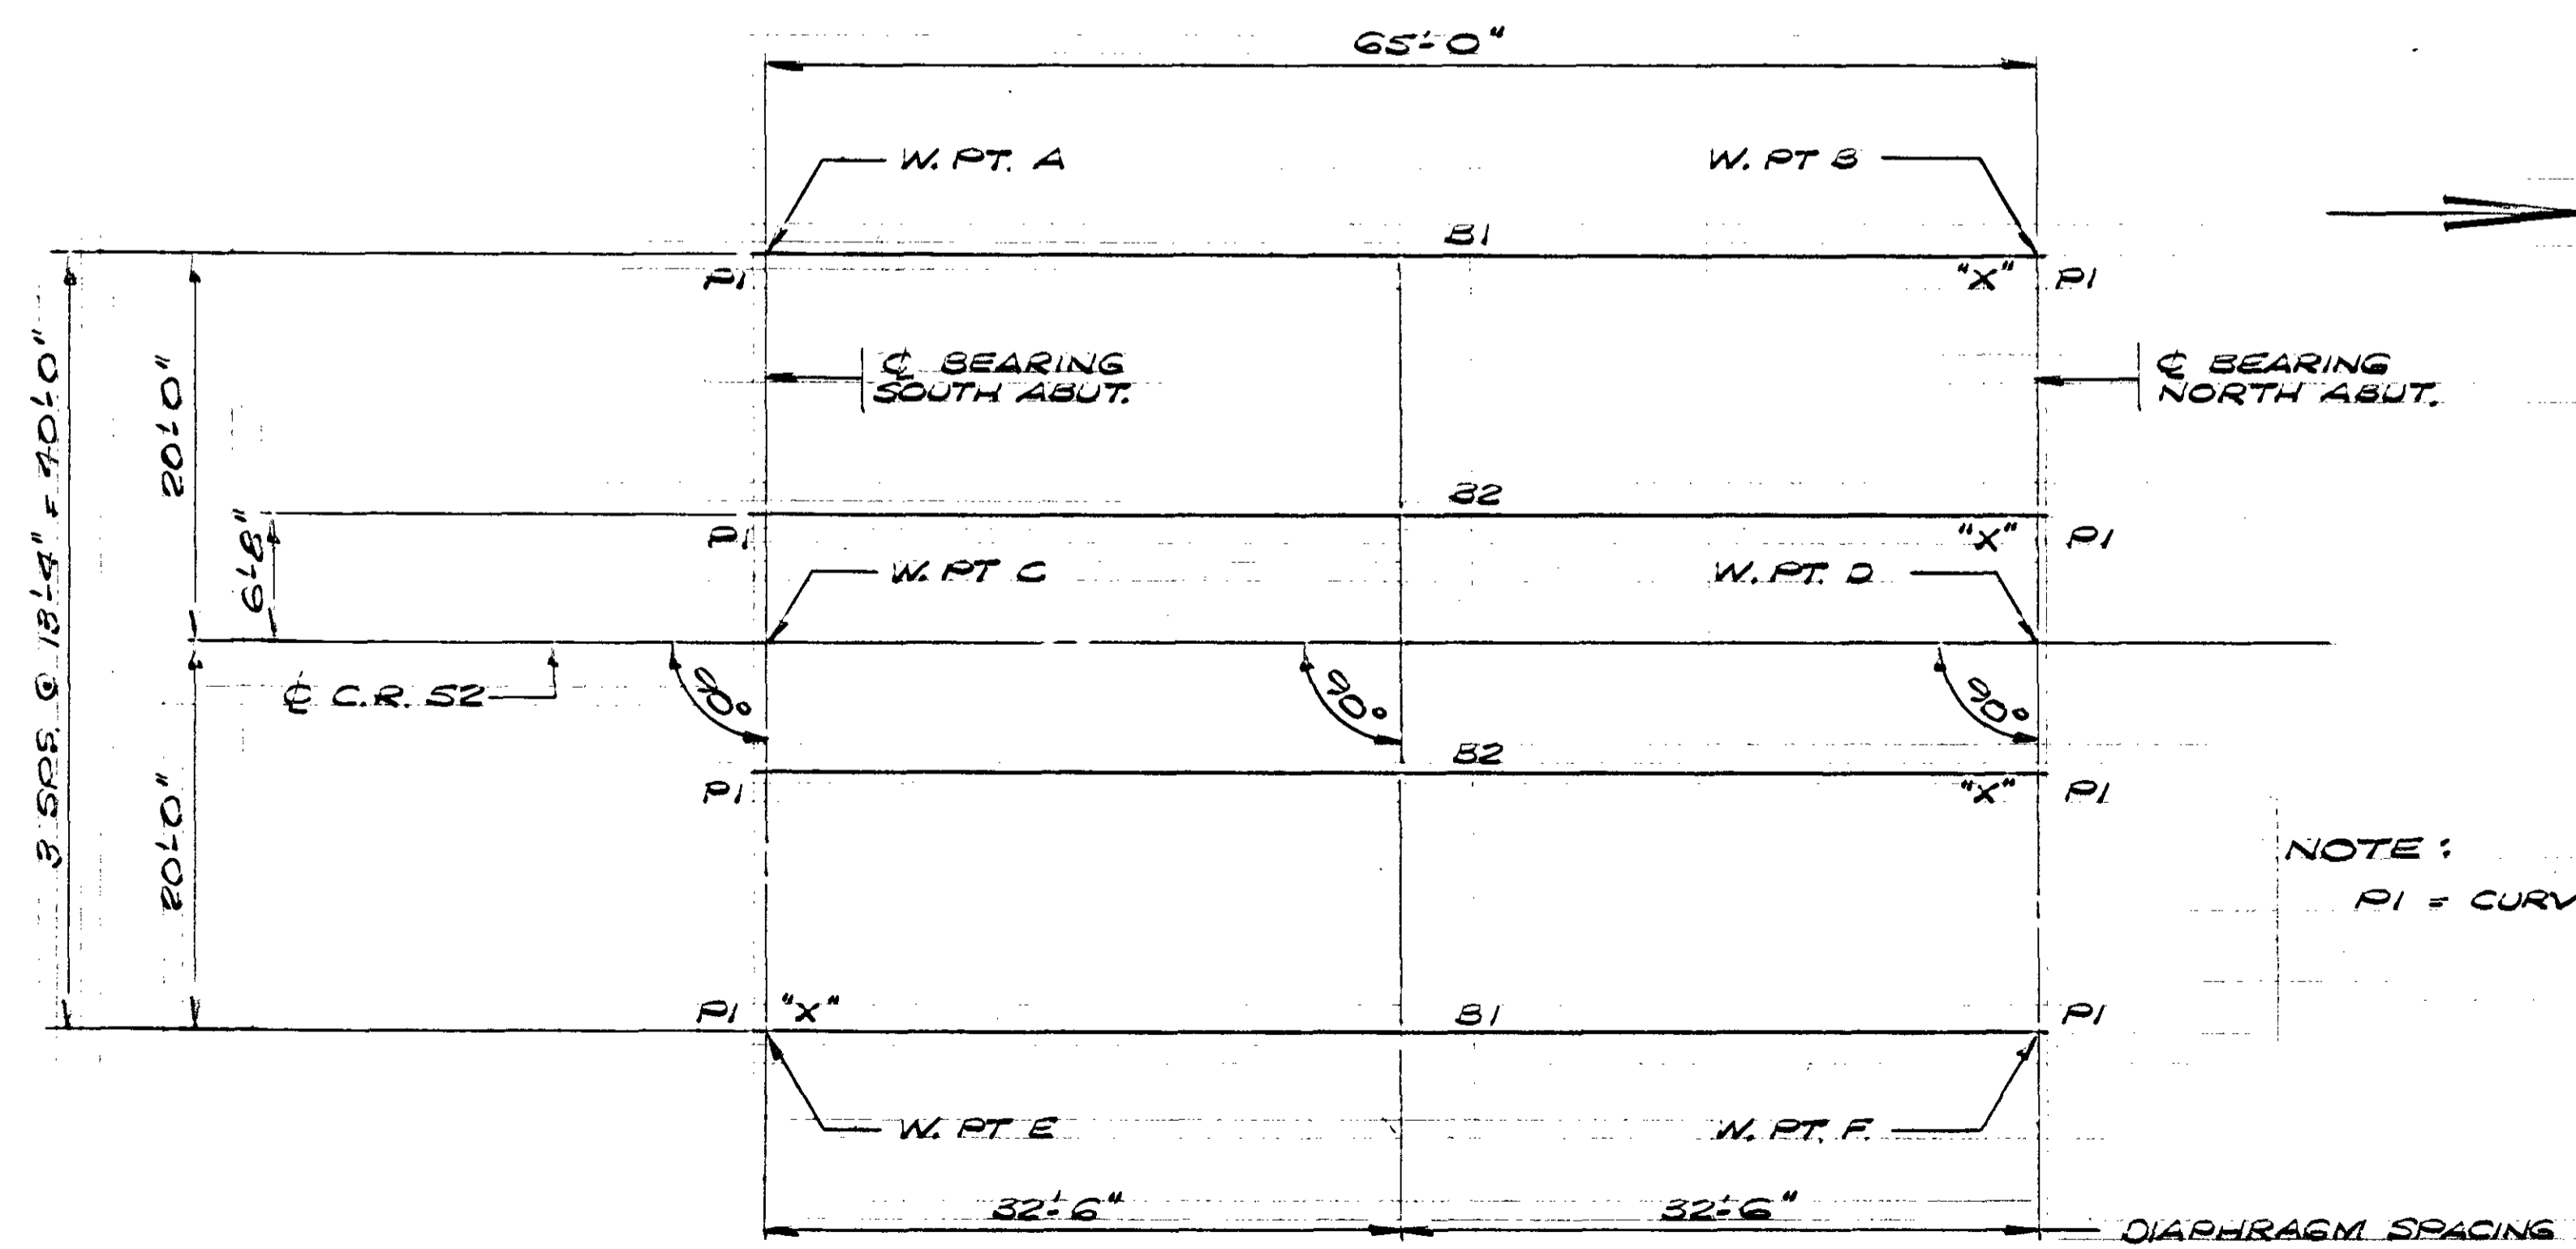 65'-0"
W. PT. A
W. PT B
B1
P1
"X" P1
℄ BEARING
SOUTH ABUT.
℄ BEARING
NORTH ABUT.
3 SPS. @ 13'-4" = 40'-0"
20'-0"
6'-8"
B2
P1
"X" P1
W. PT C
W. PT. D
℄ C.R. 52
90°
90°
90°
B2
P1
"X" P1
20'-0"
NOTE:
P1 = CURV
P1 "X"
B1
P1
W. PT E
W. PT. F.
32'-6"
32'-6"
DIAPHRAGM SPACING